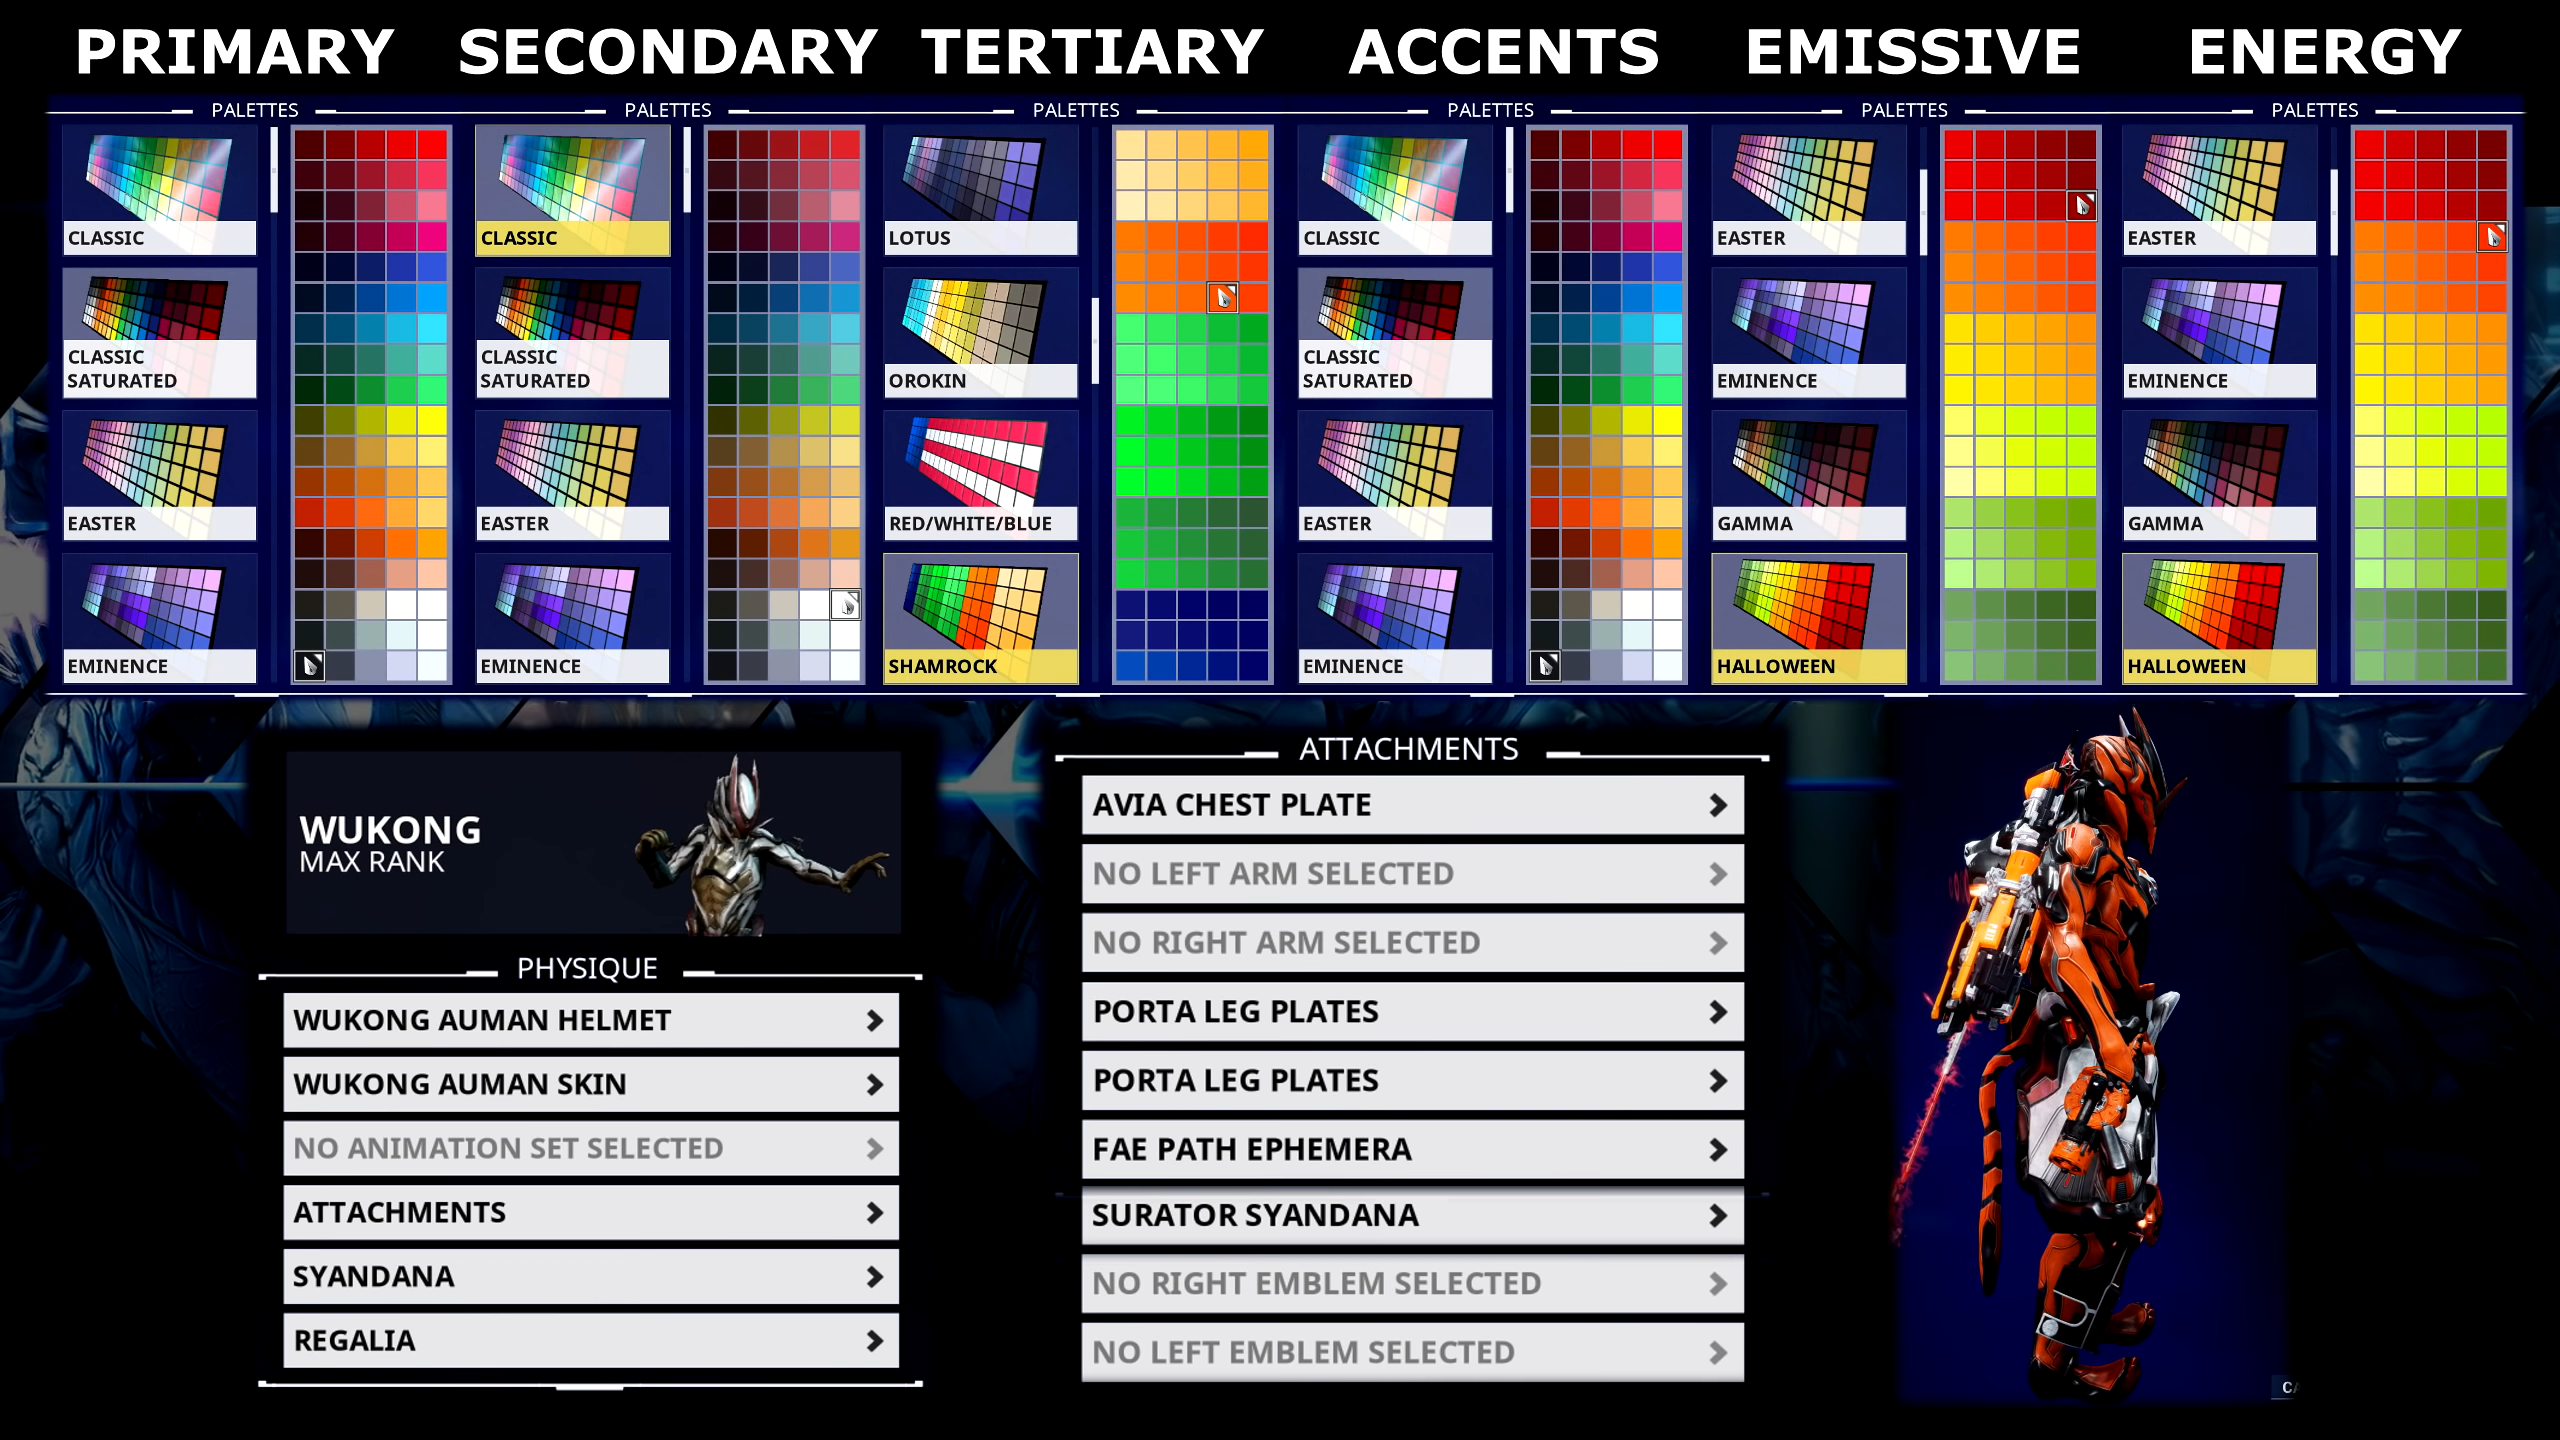 PRIMARY SECONDARY TERTIARY ACCENTS EMISSIVE ENERGY
PALETTES PALETTES PALETTES PALETTES PALETTES PALETTES
CLASSIC
CLASSIC
SATURATED
EASTER
EMINENCE
CLASSIC
CLASSIC
SATURATED
EASTER
EMINENCE
LOTUS
OROKIN
RED/WHITE/BLUE
SHAMROCK
CLASSIC
CLASSIC
SATURATED
EASTER
EMINENCE
EASTER
EMINENCE
GAMMA
HALLOWEEN
EASTER
EMINENCE
GAMMA
HALLOWEEN
WUKONG
MAX RANK
PHYSIQUE
WUKONG AUMAN HELMET
WUKONG AUMAN SKIN
NO ANIMATION SET SELECTED
ATTACHMENTS
SYANDANA
REGALIA
ATTACHMENTS
AVIA CHEST PLATE
NO LEFT ARM SELECTED
NO RIGHT ARM SELECTED
PORTA LEG PLATES
PORTA LEG PLATES
FAE PATH EPHEMERA
SURATOR SYANDANA
NO RIGHT EMBLEM SELECTED
NO LEFT EMBLEM SELECTED